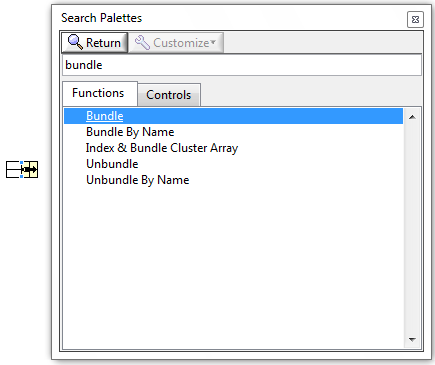 Search Palettes
Return Customize
bundle
Functions Controls
Bundle
Bundle By Name
Index & Bundle Cluster Array
Unbundle
Unbundle By Name